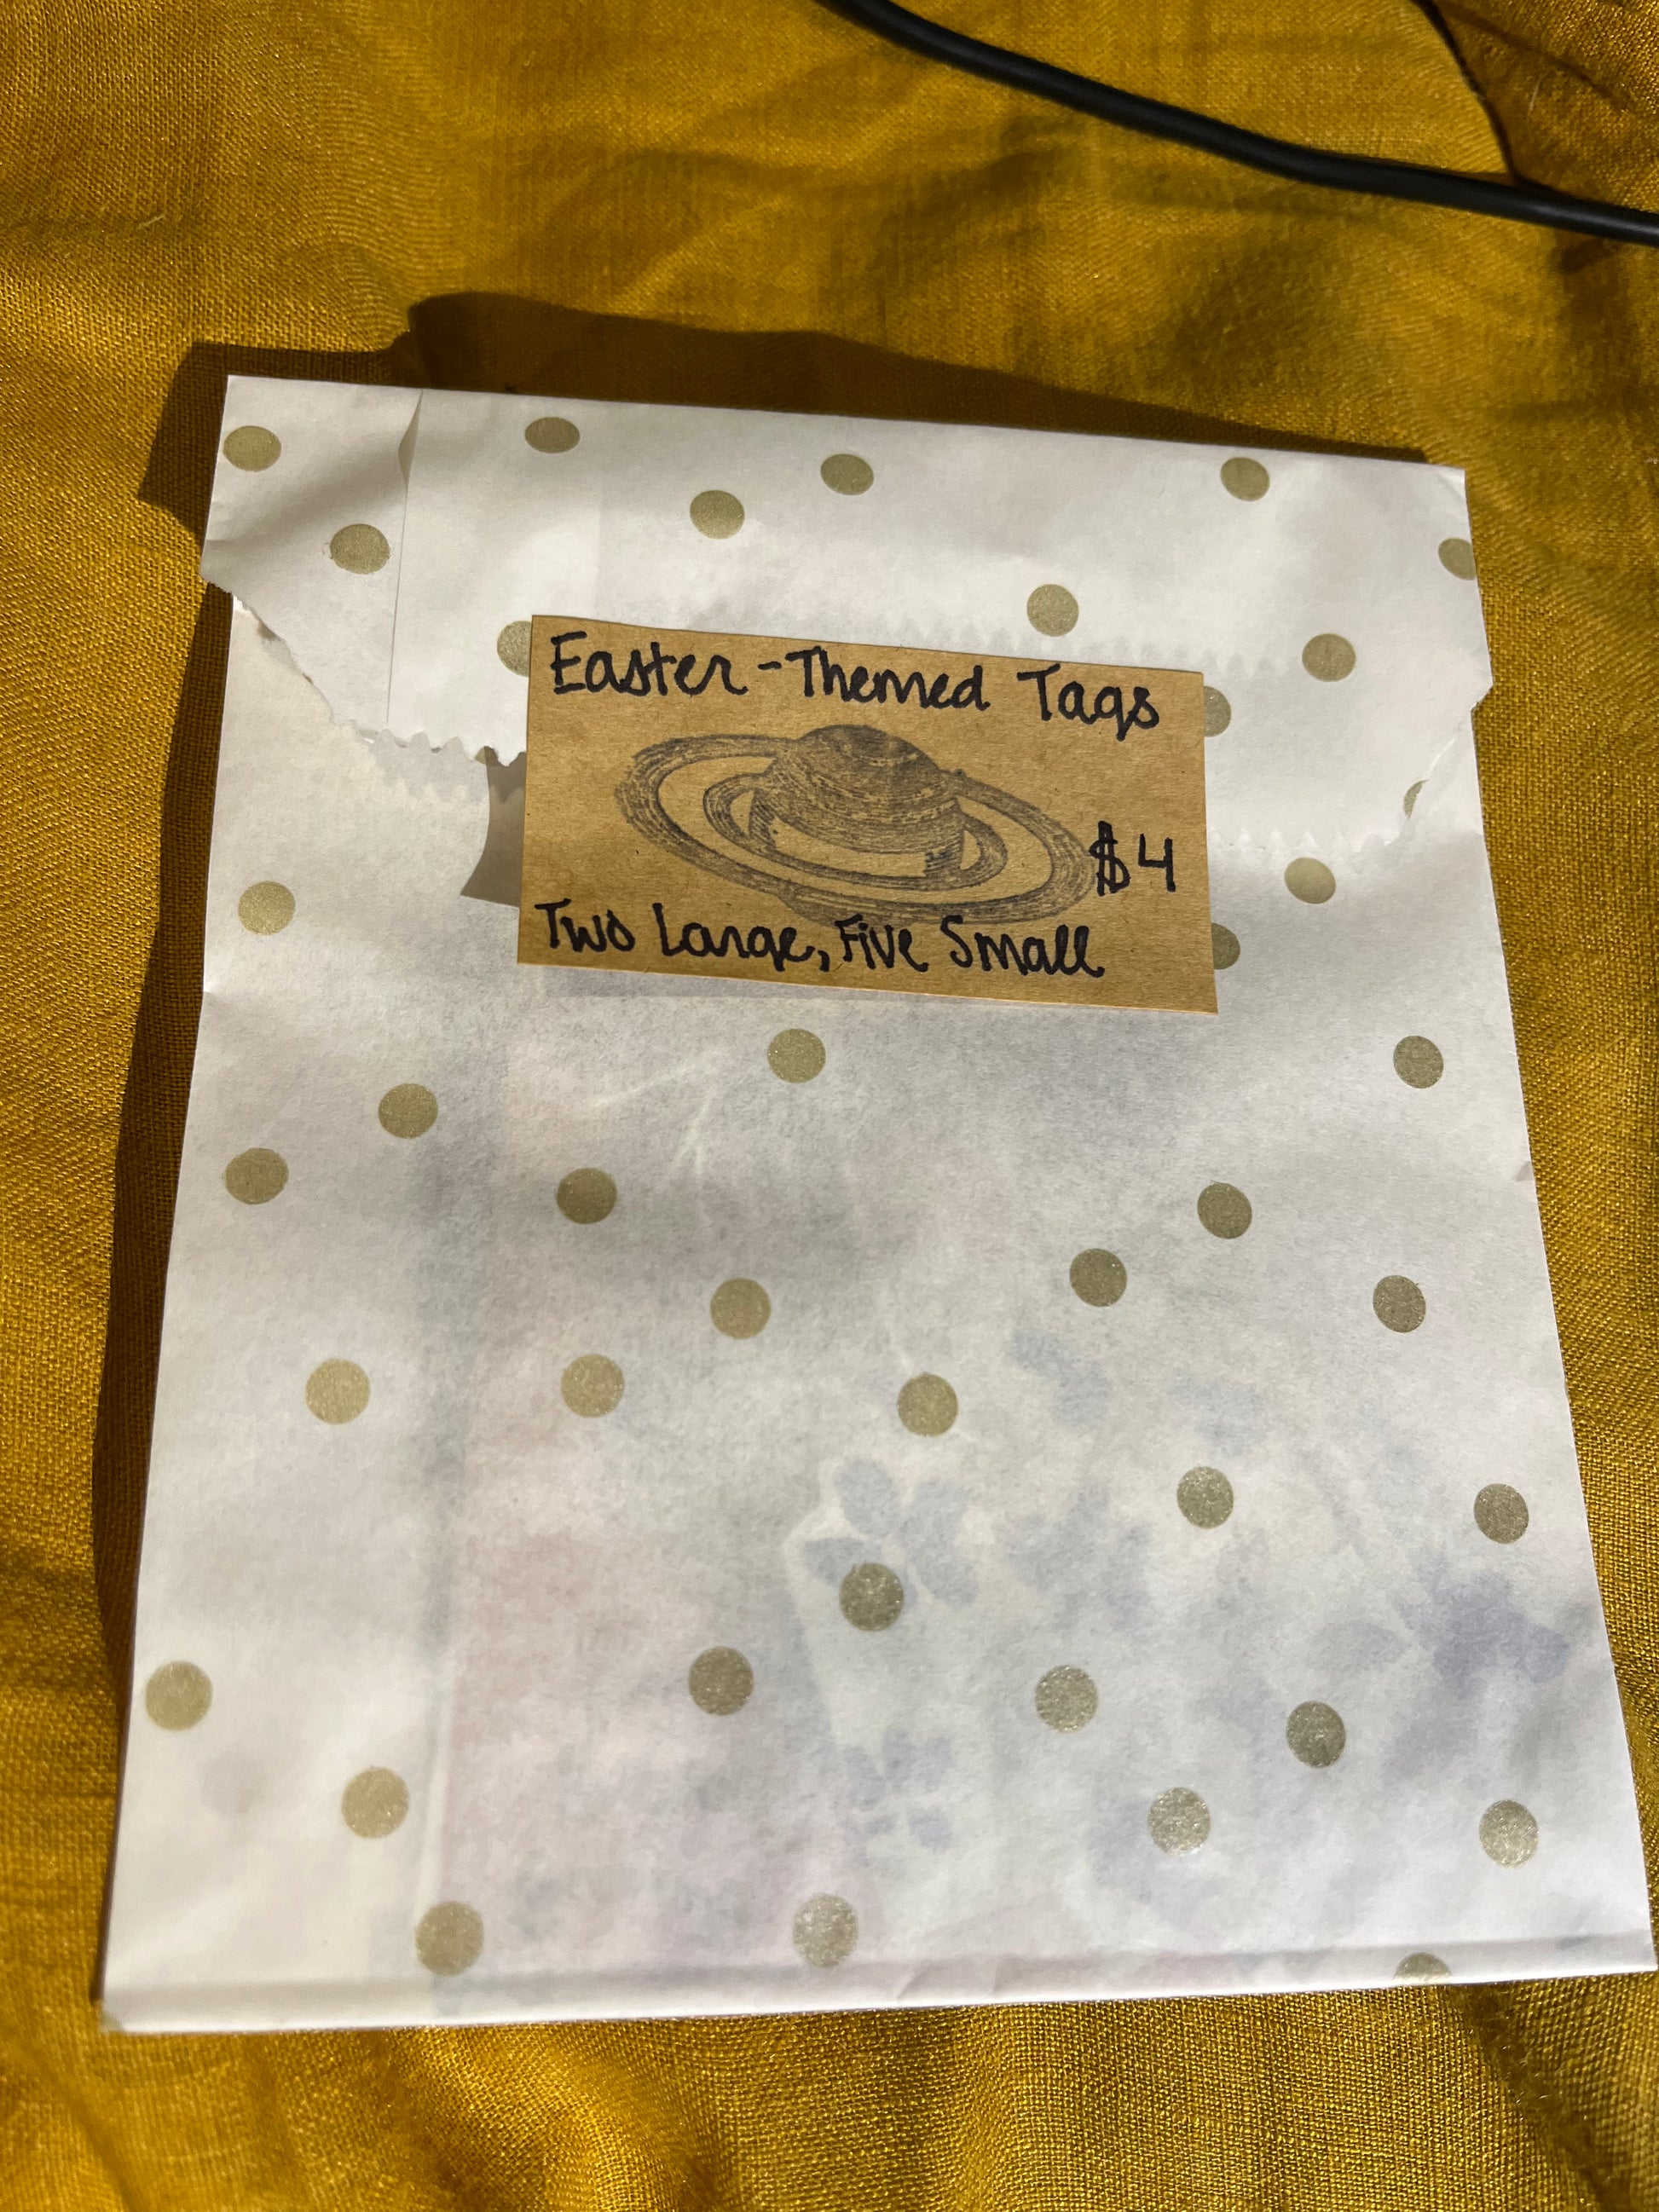 Easter-Themed Tags
$4
Two Large, Five Small